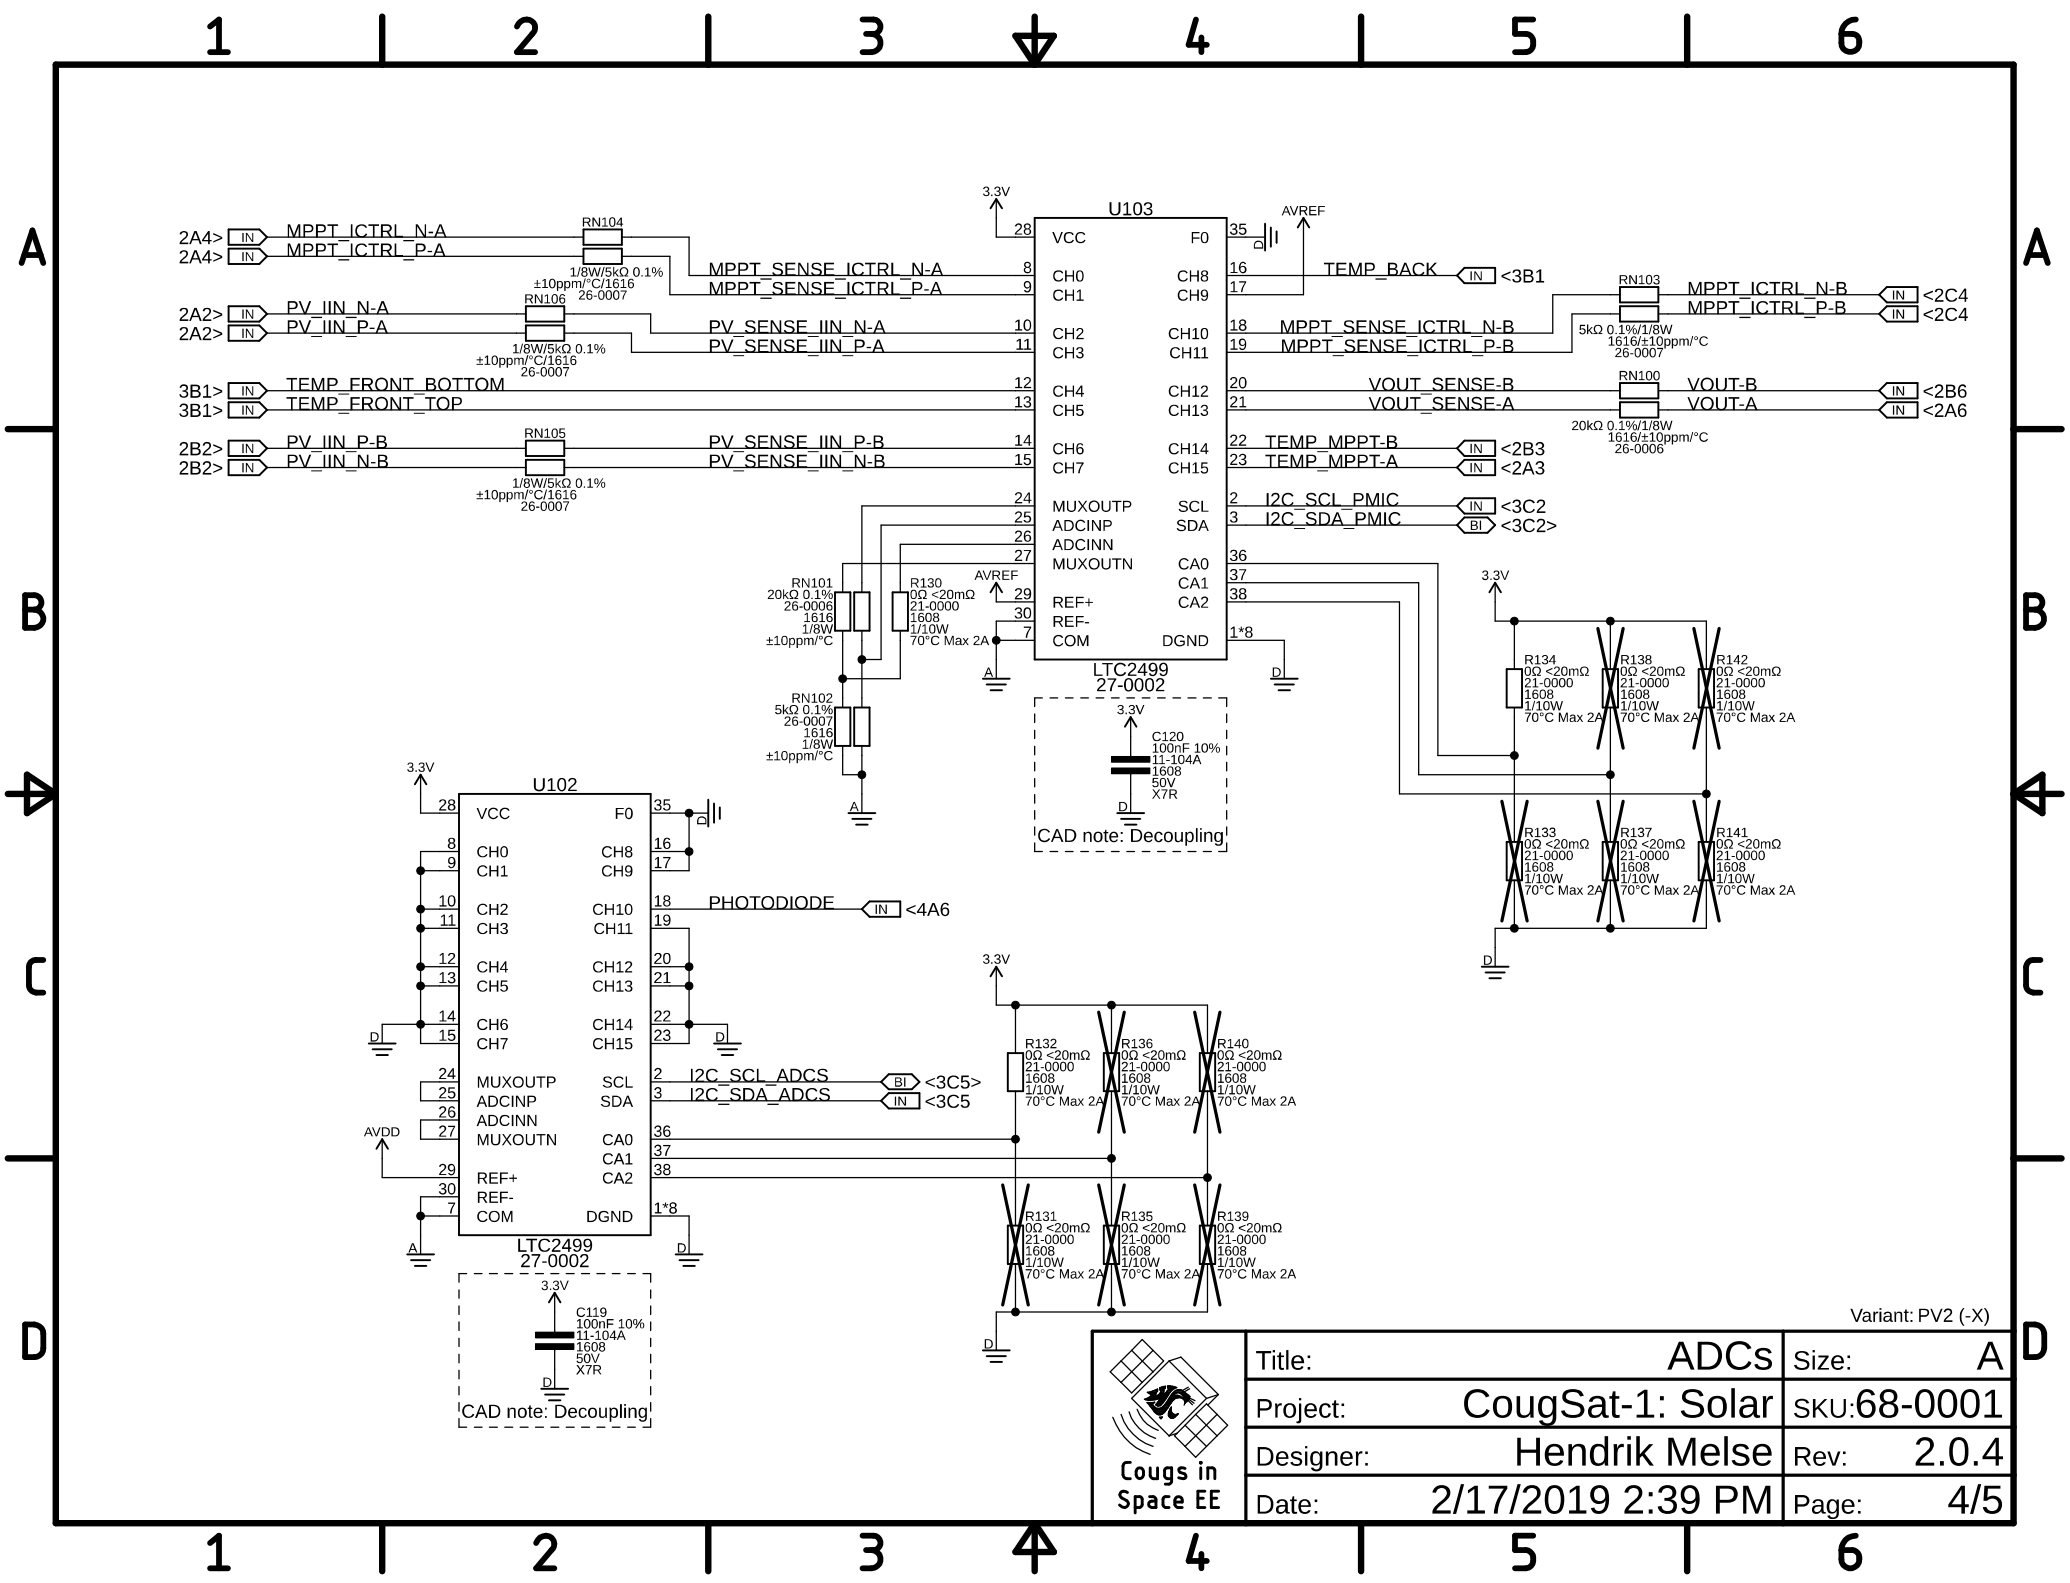 1 2 3 4 5 6
A A
B B
C C
D D
3.3V
U103
AVREF
2A4> IN MPPT_ICTRL_N-A
2A4> IN MPPT_ICTRL_P-A
RN104
1/8W/5kΩ 0.1%
±10ppm/°C/1616
26-0007
MPPT_SENSE_ICTRL_N-A
MPPT_SENSE_ICTRL_P-A
2A2> IN PV_IIN_N-A
2A2> IN PV_IIN_P-A
RN106
1/8W/5kΩ 0.1%
±10ppm/°C/1616
26-0007
PV_SENSE_IIN_N-A
PV_SENSE_IIN_P-A
3B1> IN TEMP_FRONT_BOTTOM
3B1> IN TEMP_FRONT_TOP
2B2> IN PV_IIN_P-B
2B2> IN PV_IIN_N-B
RN105
1/8W/5kΩ 0.1%
±10ppm/°C/1616
26-0007
PV_SENSE_IIN_P-B
PV_SENSE_IIN_N-B
28 VCC F0 35 D
8 CH0 CH8 16
9 CH1 CH9 17
10 CH2 CH10 18
11 CH3 CH11 19
12 CH4 CH12 20
13 CH5 CH13 21
14 CH6 CH14 22
15 CH7 CH15 23
24 MUXOUTP SCL 2
25 ADCINP SDA 3
26 ADCINN
27 MUXOUTN CA0 36
CA1 37
29 REF+ CA2 38
30 REF-
7 COM DGND 1*8
LTC2499
27-0002
TEMP_BACK IN <3B1
MPPT_SENSE_ICTRL_N-B
MPPT_SENSE_ICTRL_P-B
RN103
5kΩ 0.1%/1/8W
1616/±10ppm/°C
26-0007
MPPT_ICTRL_N-B IN <2C4
MPPT_ICTRL_P-B IN <2C4
VOUT_SENSE-B
VOUT_SENSE-A
RN100
20kΩ 0.1%/1/8W
1616/±10ppm/°C
26-0006
VOUT-B IN <2B6
VOUT-A IN <2A6
TEMP_MPPT-B IN <2B3
TEMP_MPPT-A IN <2A3
I2C_SCL_PMIC IN <3C2
I2C_SDA_PMIC BI <3C2>
RN101
20kΩ 0.1%
26-0006
1616
1/8W
±10ppm/°C
R130
0Ω <20mΩ
21-0000
1608
1/10W
70°C Max 2A
AVREF
A
D
RN102
5kΩ 0.1%
26-0007
1616
1/8W
±10ppm/°C
A
3.3V
C120
100nF 10%
11-104A
1608
50V
X7R
D
CAD note: Decoupling
3.3V
R134
0Ω <20mΩ
21-0000
1608
1/10W
70°C Max 2A
R138
0Ω <20mΩ
21-0000
1608
1/10W
70°C Max 2A
R142
0Ω <20mΩ
21-0000
1608
1/10W
70°C Max 2A
R133
0Ω <20mΩ
21-0000
1608
1/10W
70°C Max 2A
R137
0Ω <20mΩ
21-0000
1608
1/10W
70°C Max 2A
R141
0Ω <20mΩ
21-0000
1608
1/10W
70°C Max 2A
D
3.3V
U102
28 VCC F0 35 D
8 CH0 CH8 16
9 CH1 CH9 17
10 CH2 CH10 18
11 CH3 CH11 19
12 CH4 CH12 20
13 CH5 CH13 21
14 CH6 CH14 22
15 CH7 CH15 23
D
D
24 MUXOUTP SCL 2
25 ADCINP SDA 3
26 ADCINN
27 MUXOUTN CA0 36
CA1 37
29 REF+ CA2 38
30 REF-
7 COM DGND 1*8
AVDD
A
D
LTC2499
27-0002
PHOTODIODE IN <4A6
I2C_SCL_ADCS BI <3C5>
I2C_SDA_ADCS IN <3C5
3.3V
C119
100nF 10%
11-104A
1608
50V
X7R
D
CAD note: Decoupling
3.3V
R132
0Ω <20mΩ
21-0000
1608
1/10W
70°C Max 2A
R136
0Ω <20mΩ
21-0000
1608
1/10W
70°C Max 2A
R140
0Ω <20mΩ
21-0000
1608
1/10W
70°C Max 2A
R131
0Ω <20mΩ
21-0000
1608
1/10W
70°C Max 2A
R135
0Ω <20mΩ
21-0000
1608
1/10W
70°C Max 2A
R139
0Ω <20mΩ
21-0000
1608
1/10W
70°C Max 2A
D
Variant: PV2 (-X)
Cougs in
Space EE
Title: ADCs Size: A
Project: CougSat-1: Solar SKU:68-0001
Designer: Hendrik Melse Rev: 2.0.4
Date: 2/17/2019 2:39 PM Page: 4/5
1 2 3 4 5 6